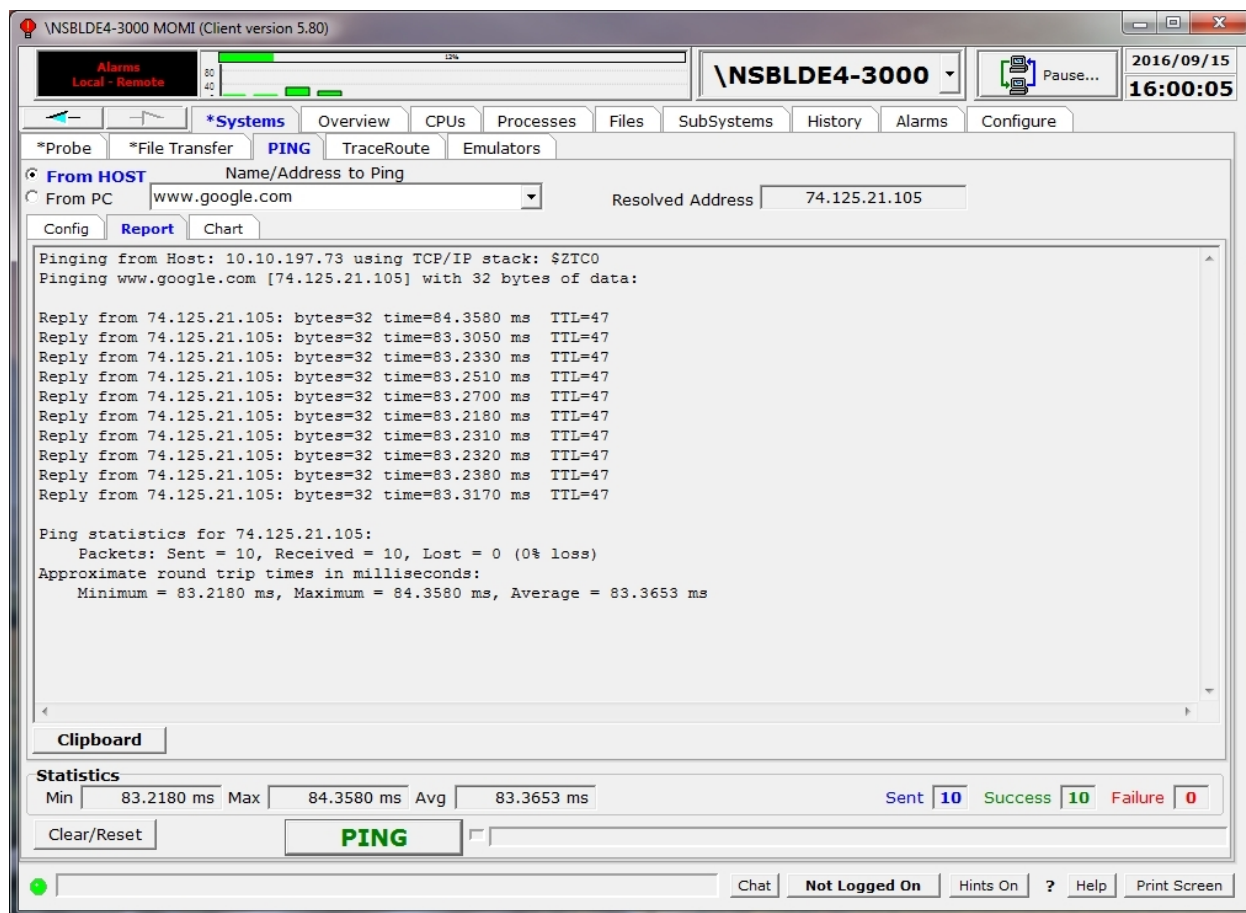 \NSBLDE4-3000 MOMI (Client version 5.80)
Alarms
Local - Remote
80
40
12%
\NSBLDE4-3000
Pause...
2016/09/15
16:00:05
*Systems Overview CPUs Processes Files SubSystems History Alarms Configure
*Probe *File Transfer PING TraceRoute Emulators
From HOST Name/Address to Ping
From PC www.google.com Resolved Address 74.125.21.105
Config Report Chart
Pinging from Host: 10.10.197.73 using TCP/IP stack: $ZTC0
Pinging www.google.com [74.125.21.105] with 32 bytes of data:
Reply from 74.125.21.105: bytes=32 time=84.3580 ms TTL=47
Reply from 74.125.21.105: bytes=32 time=83.3050 ms TTL=47
Reply from 74.125.21.105: bytes=32 time=83.2330 ms TTL=47
Reply from 74.125.21.105: bytes=32 time=83.2510 ms TTL=47
Reply from 74.125.21.105: bytes=32 time=83.2700 ms TTL=47
Reply from 74.125.21.105: bytes=32 time=83.2180 ms TTL=47
Reply from 74.125.21.105: bytes=32 time=83.2310 ms TTL=47
Reply from 74.125.21.105: bytes=32 time=83.2320 ms TTL=47
Reply from 74.125.21.105: bytes=32 time=83.2380 ms TTL=47
Reply from 74.125.21.105: bytes=32 time=83.3170 ms TTL=47
Ping statistics for 74.125.21.105:
Packets: Sent = 10, Received = 10, Lost = 0 (0% loss)
Approximate round trip times in milliseconds:
Minimum = 83.2180 ms, Maximum = 84.3580 ms, Average = 83.3653 ms
Clipboard
Statistics
Min 83.2180 ms Max 84.3580 ms Avg 83.3653 ms Sent 10 Success 10 Failure 0
Clear/Reset PING
Chat Not Logged On Hints On ? Help Print Screen